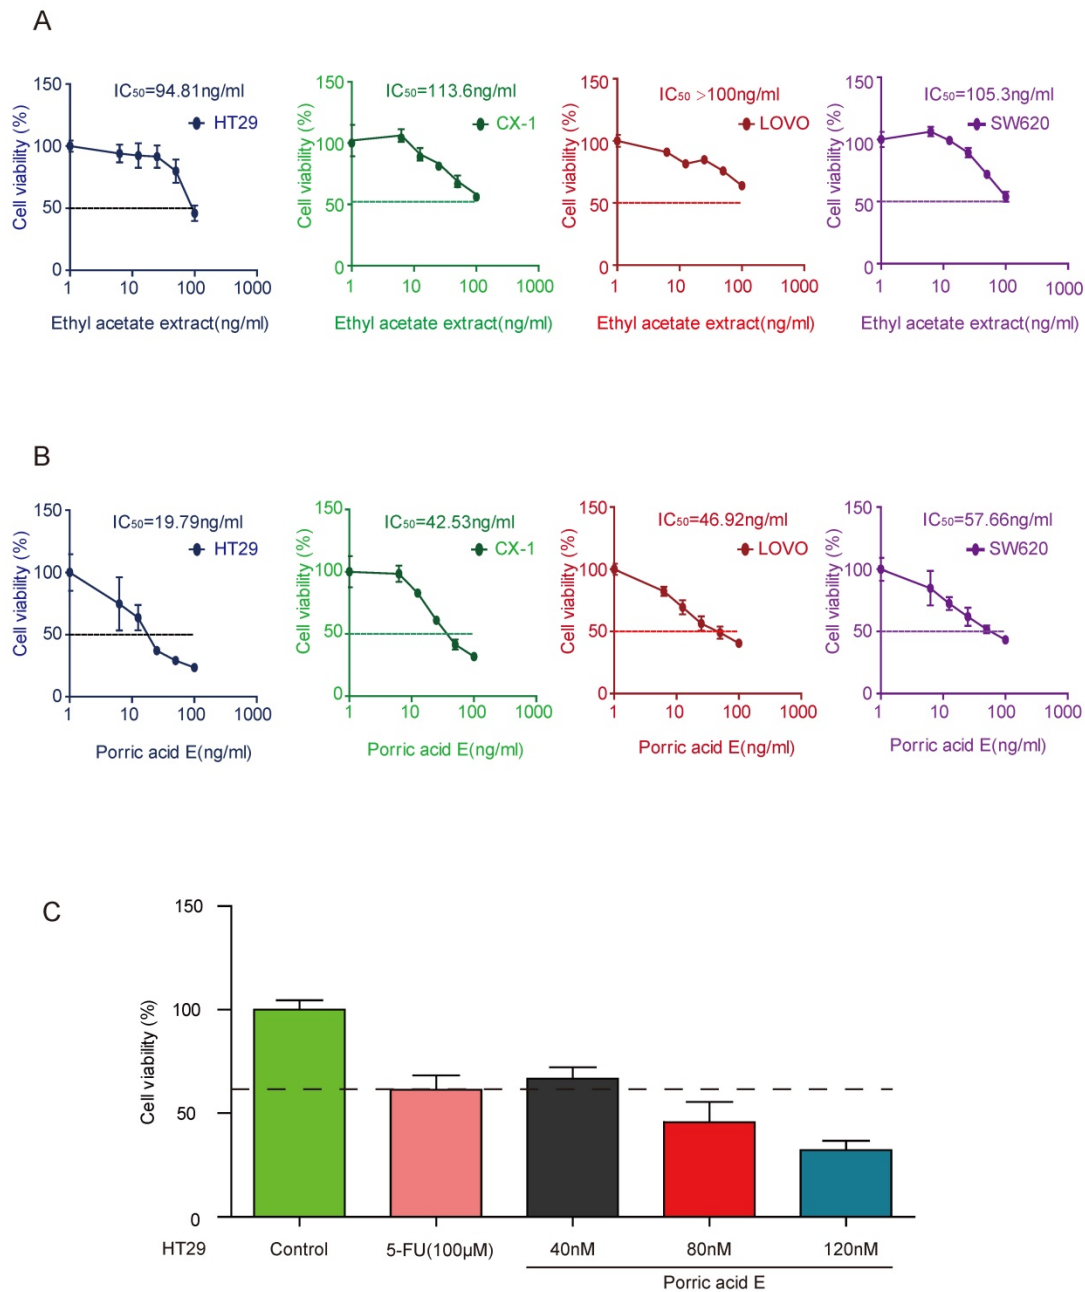 A
IC50=94.81ng/ml
HT29
Cell viability (%)
150
100
50
0
1 10 100 1000
Ethyl acetate extract(ng/ml)
IC50=113.6ng/ml
CX-1
Cell viability (%)
150
100
50
0
1 10 100 1000
Ethyl acetate extract(ng/ml)
IC50 >100ng/ml
LOVO
Cell viability (%)
150
100
50
0
1 10 100 1000
Ethyl acetate extract(ng/ml)
IC50=105.3ng/ml
SW620
Cell viability (%)
150
100
50
0
1 10 100 1000
Ethyl acetate extract(ng/ml)
B
IC50=19.79ng/ml
HT29
Cell viability (%)
150
100
50
0
1 10 100 1000
Porric acid E(ng/ml)
IC50=42.53ng/ml
CX-1
Cell viability (%)
150
100
50
0
1 10 100 1000
Porric acid E(ng/ml)
IC50=46.92ng/ml
LOVO
Cell viability (%)
150
100
50
0
1 10 100 1000
Porric acid E(ng/ml)
IC50=57.66ng/ml
SW620
Cell viability (%)
150
100
50
0
1 10 100 1000
Porric acid E(ng/ml)
C
Cell viability (%)
150
100
50
0
HT29 Control 5-FU(100μM) 40nM 80nM 120nM
Porric acid E